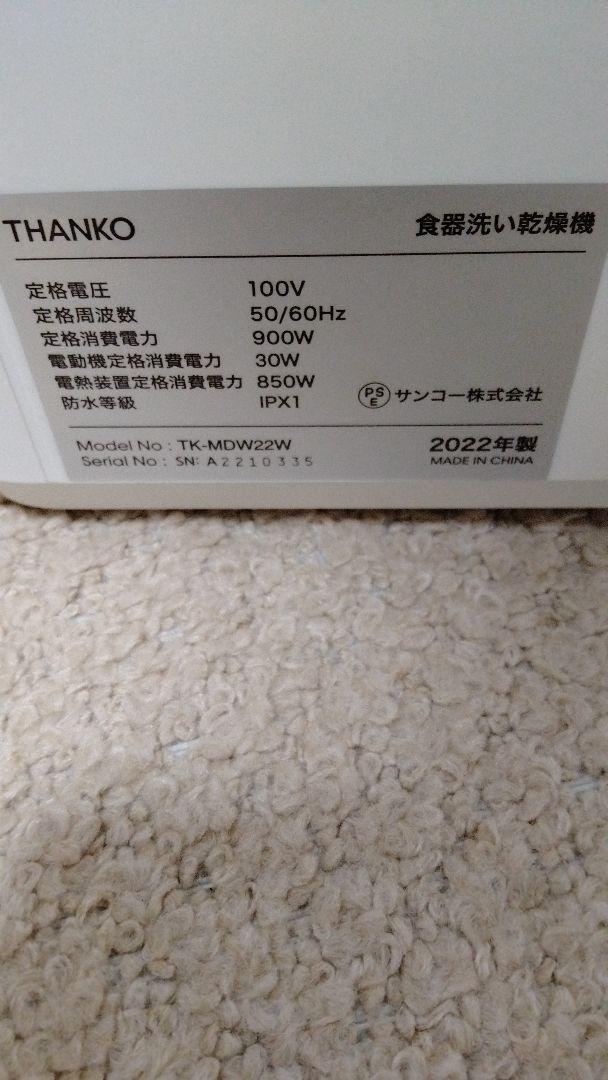 THANKO
食器洗い乾燥機
定格電圧 100V
定格周波数 50/60Hz
定格消費電力 900W
電動機定格消費電力 30W
電熱装置定格消費電力 850W
防水等級 IPX1
PS E サンコー株式会社
Model No : TK-MDW22W
2022年製
Serial No : SN: A2210335
MADE IN CHINA